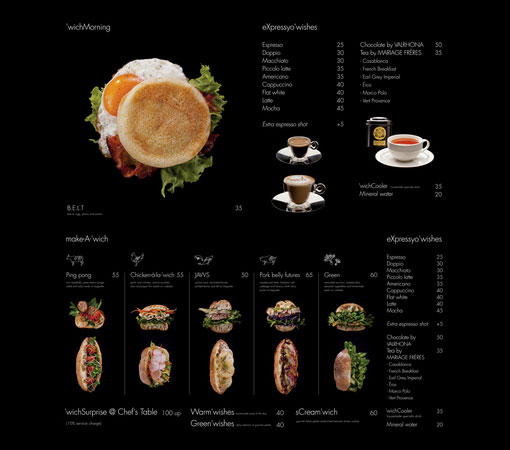 'wichMorning
B.E.L.T
35
eXpressyo'wishes
Espresso 25
Doppio 30
Macchiato 30
Piccolo latte 35
Americano 35
Cappuccino 40
Flat white 40
Latte 40
Mocha 45
Extra espresso shot +5
Chocolate by VALRHONA 50
Tea by MARIAGE FRÈRES 35
- Casablanca
- French Breakfast
- Earl Grey Imperial
- Eros
- Marco Polo
- Vert Provence
'wichCooler 35
Mineral water 20
make-A-'wich
Ping pong 55
Chicken-à-la-'wich 55
JAWS 50
Pork belly futures 65
Green 60
'wichSurprise @ Chef's Table 100 up
(10% service charge)
Warm'wishes 40
Green'wishes 40
sCream'wich 60
eXpressyo'wishes
Espresso 25
Doppio 30
Macchiato 30
Piccolo latte 35
Americano 35
Cappuccino 40
Flat white 40
Latte 40
Mocha 45
Extra espresso shot +5
Chocolate by 50
VALRHONA
Tea by 35
MARIAGE FRÈRES
- Casablanca
- French Breakfast
- Earl Grey Imperial
- Eros
- Marco Polo
- Vert Provence
'wichCooler 35
Mineral water 20